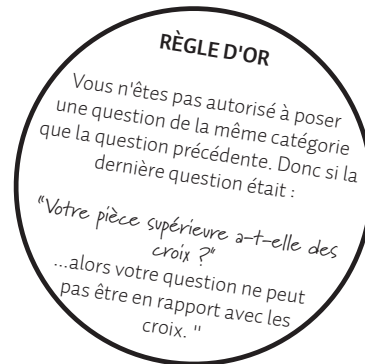 RÈGLE D'OR
Vous n'êtes pas autorisé à poser
une question de la même catégorie
que la question précédente. Donc si la
dernière question était :
"Votre pièce supérieure a-t-elle des
croix ?"
...alors votre question ne peut
pas être en rapport avec les
croix. "